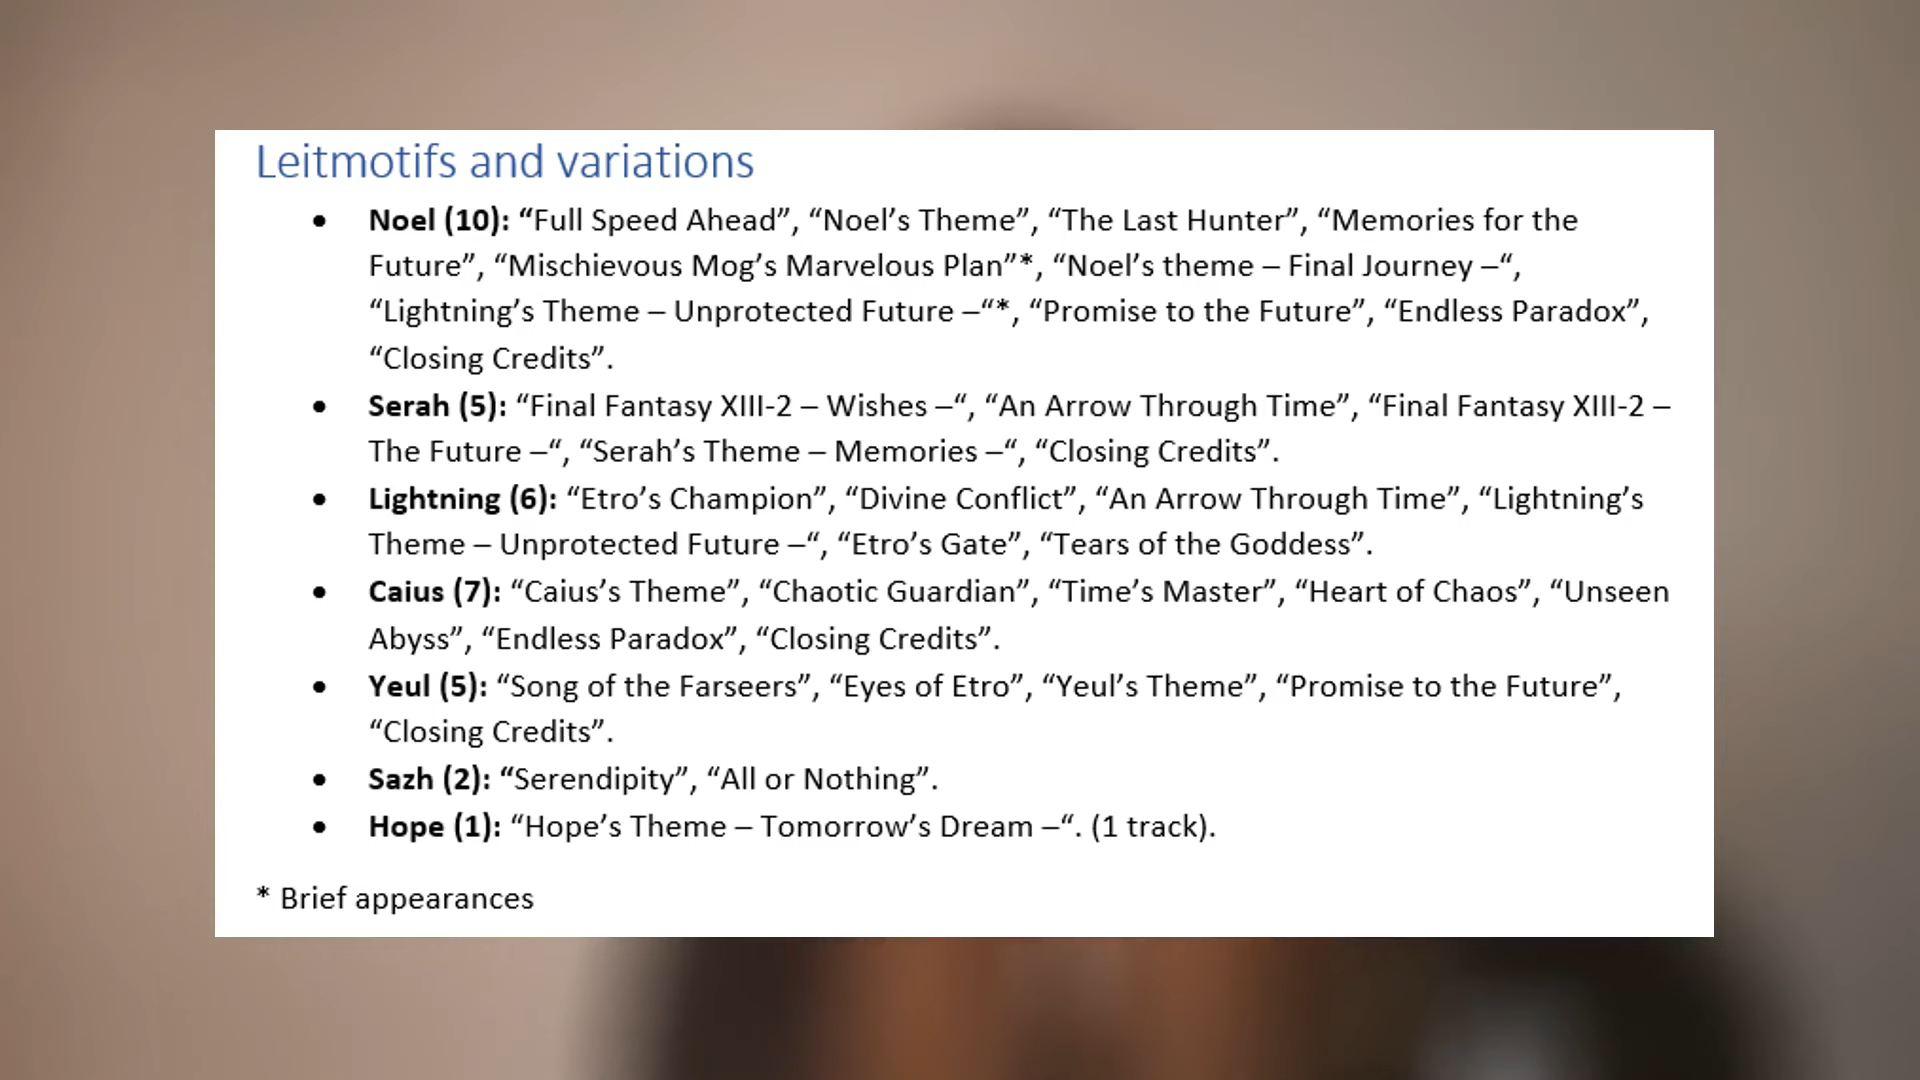 Leitmotifs and variations
• Noel (10): “Full Speed Ahead”, “Noel’s Theme”, “The Last Hunter”, “Memories for the
Future”, “Mischievous Mog’s Marvelous Plan”*, “Noel’s theme – Final Journey –“,
“Lightning’s Theme – Unprotected Future –“*, “Promise to the Future”, “Endless Paradox”,
“Closing Credits”.
• Serah (5): “Final Fantasy XIII-2 – Wishes –“, “An Arrow Through Time”, “Final Fantasy XIII-2 –
The Future –“, “Serah’s Theme – Memories –“, “Closing Credits”.
• Lightning (6): “Etro’s Champion”, “Divine Conflict”, “An Arrow Through Time”, “Lightning’s
Theme – Unprotected Future –“, “Etro’s Gate”, “Tears of the Goddess”.
• Caius (7): “Caius’s Theme”, “Chaotic Guardian”, “Time’s Master”, “Heart of Chaos”, “Unseen
Abyss”, “Endless Paradox”, “Closing Credits”.
• Yeul (5): “Song of the Farseers”, “Eyes of Etro”, “Yeul’s Theme”, “Promise to the Future”,
“Closing Credits”.
• Sazh (2): “Serendipity”, “All or Nothing”.
• Hope (1): “Hope’s Theme – Tomorrow’s Dream –“. (1 track).
* Brief appearances